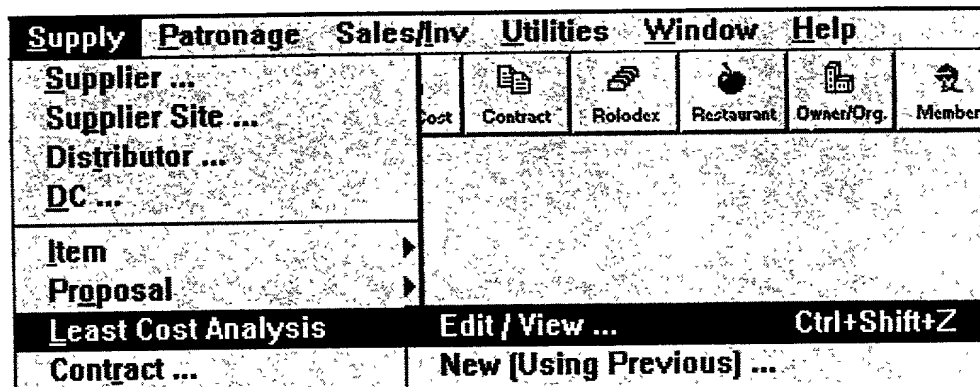 Supply Patronage Sales/Inv Utilities Window Help
Supplier ...
Supplier Site ...
Distributor ...
DC ...
Cost Contract Rolodex Restaurant Owner/Org. Member
Item
Proposal
Least Cost Analysis Edit / View ... Ctrl+Shift+Z
Contract ... New (Using Previous) ...